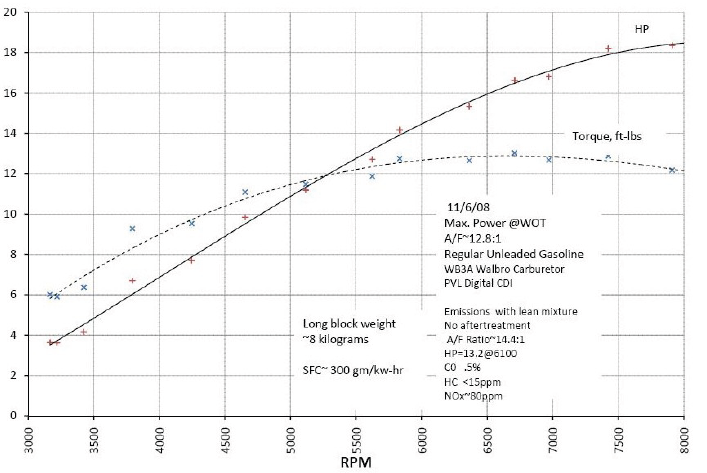 20
18
16
14
12
10
8
6
4
2
0
HP
Torque, ft-lbs
11/6/08
Max. Power @WOT
A/F~12.8:1
Regular Unleaded Gasoline
WB3A Walbro Carburetor
PVL Digital CDI
Emissions with lean mixture
No aftertreatment
A/F Ratio~14.4:1
HP=13.2@6100
C0 .5%
HC <15ppm
NOx~80ppm
Long block weight
~8 kilograms
SFC~ 300 gm/kw-hr
3000
3500
4000
4500
5000
5500
6000
6500
7000
7500
8000
RPM